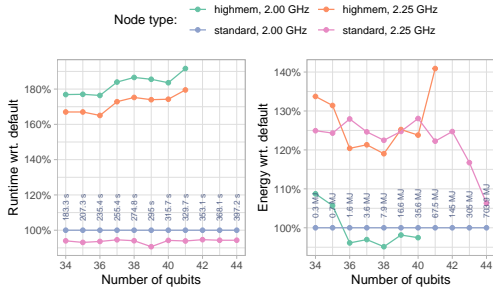 Node type:
highmem, 2.00 GHz
highmem, 2.25 GHz
standard, 2.00 GHz
standard, 2.25 GHz
Runtime wrt. default
180%
160%
140%
120%
100%
183.3 s
207.3 s
235.4 s
255.4 s
274.8 s
295 s
315.7 s
328.7 s
353.1 s
368.1 s
397.2 s
34 36 38 40 42 44
Number of qubits
Energy wrt. default
140%
130%
120%
110%
100%
0.3 MJ
1.6 MJ
3.6 MJ
7.9 MJ
16.6 MJ
35.6 MJ
67.5 MJ
145 MJ
305 MJ
34 36 38 40 42 44
Number of qubits